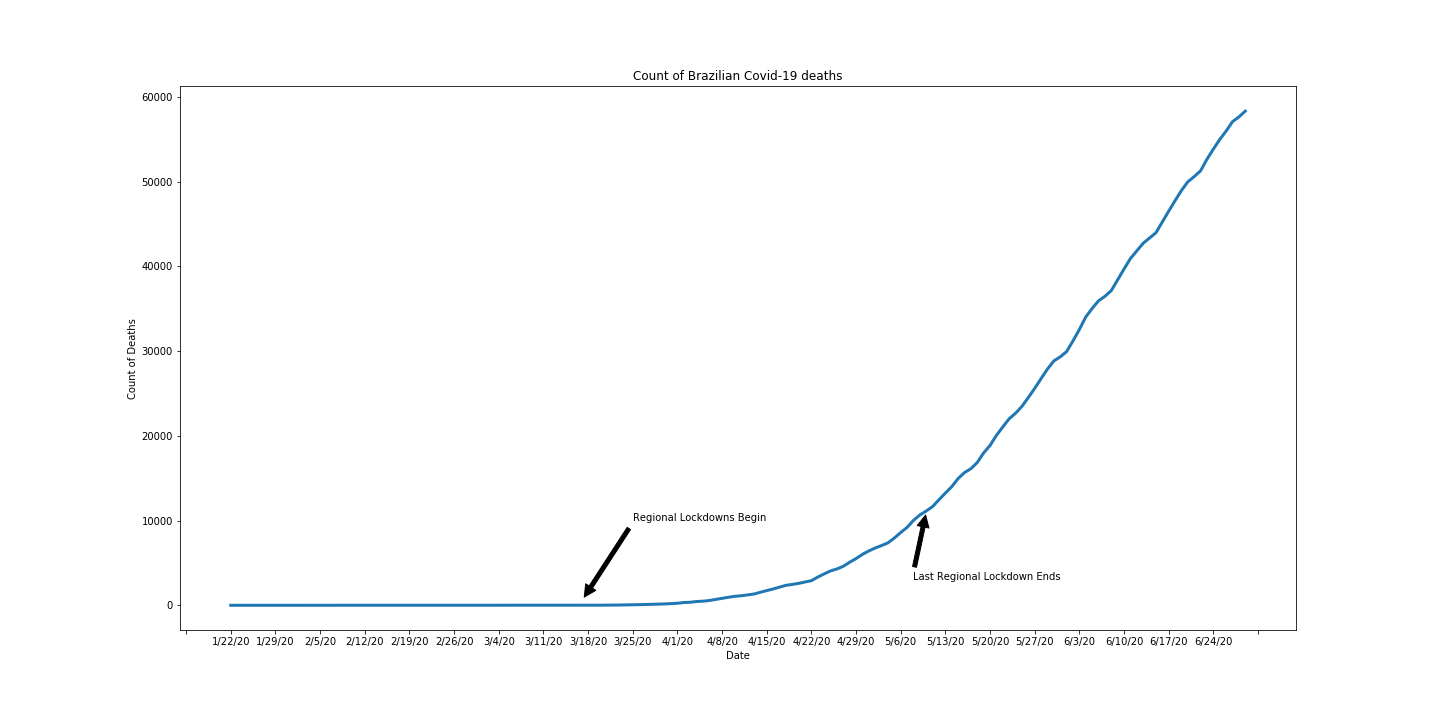 Count of Brazilian Covid-19 deaths
60000
50000
40000
30000
20000
10000
0
Count of Deaths
Regional Lockdowns Begin
Last Regional Lockdown Ends
1/22/20 1/29/20 2/5/20 2/12/20 2/19/20 2/26/20 3/4/20 3/11/20 3/18/20 3/25/20 4/1/20 4/8/20 4/15/20 4/22/20 4/29/20 5/6/20 5/13/20 5/20/20 5/27/20 6/3/20 6/10/20 6/17/20 6/24/20
Date